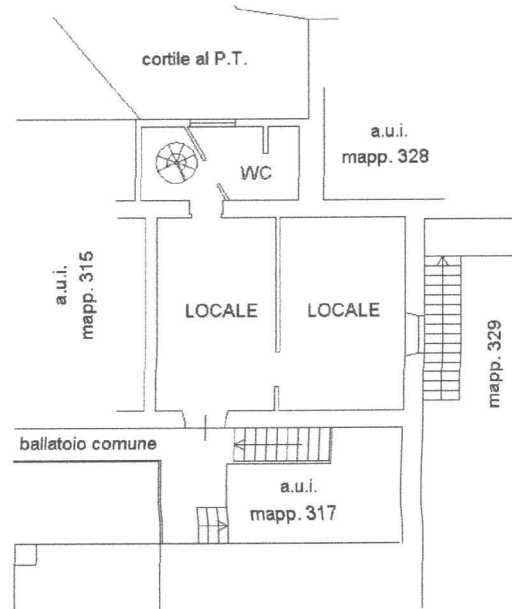 cortile al P.T.
a.u.i.
mapp. 328
WC
a.u.i.
mapp. 315
LOCALE
LOCALE
mapp. 329
ballatoio comune
a.u.i.
mapp. 317